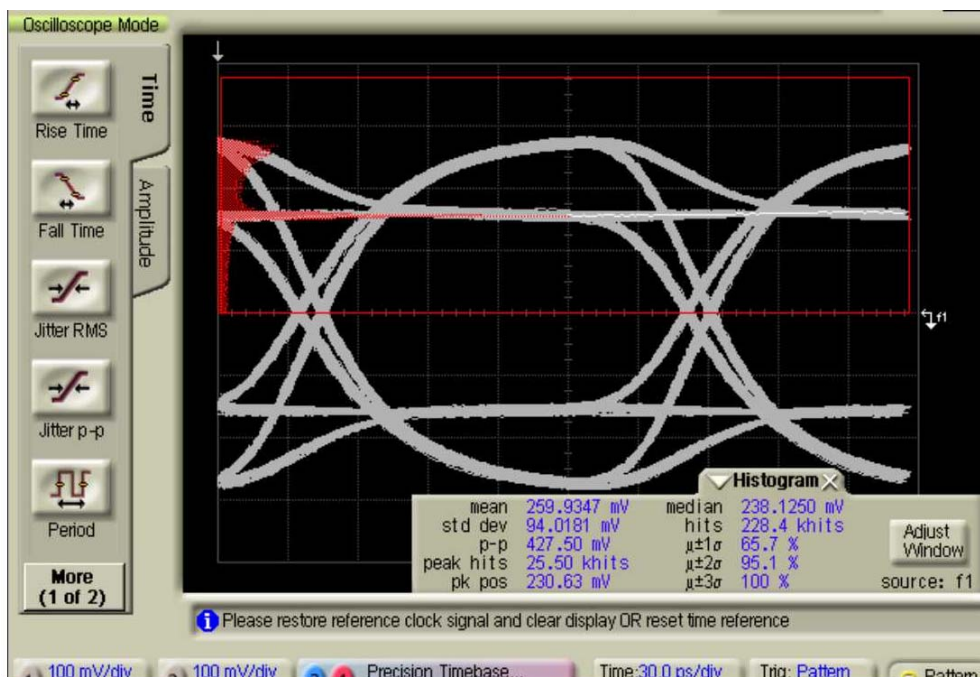 Oscilloscope Mode
Time
Amplitude
Rise Time
Fall Time
Jitter RMS
Jitter p-p
Period
More
(1 of 2)
f1
Histogram
mean 259.9347 mV median 238.1250 mV
std dev 94.0181 mV hits 228.4 khits
p-p 427.50 mV µ±1σ 65.7 %
peak hits 25.50 khits µ±2σ 95.1 %
pk pos 230.63 mV µ±3σ 100 %
Adjust
Window
source: f1
Please restore reference clock signal and clear display OR reset time reference
100 mV/div 100 mV/div Precision Timebase... Time:30.0 ps/div Trig: Pattern Pattern